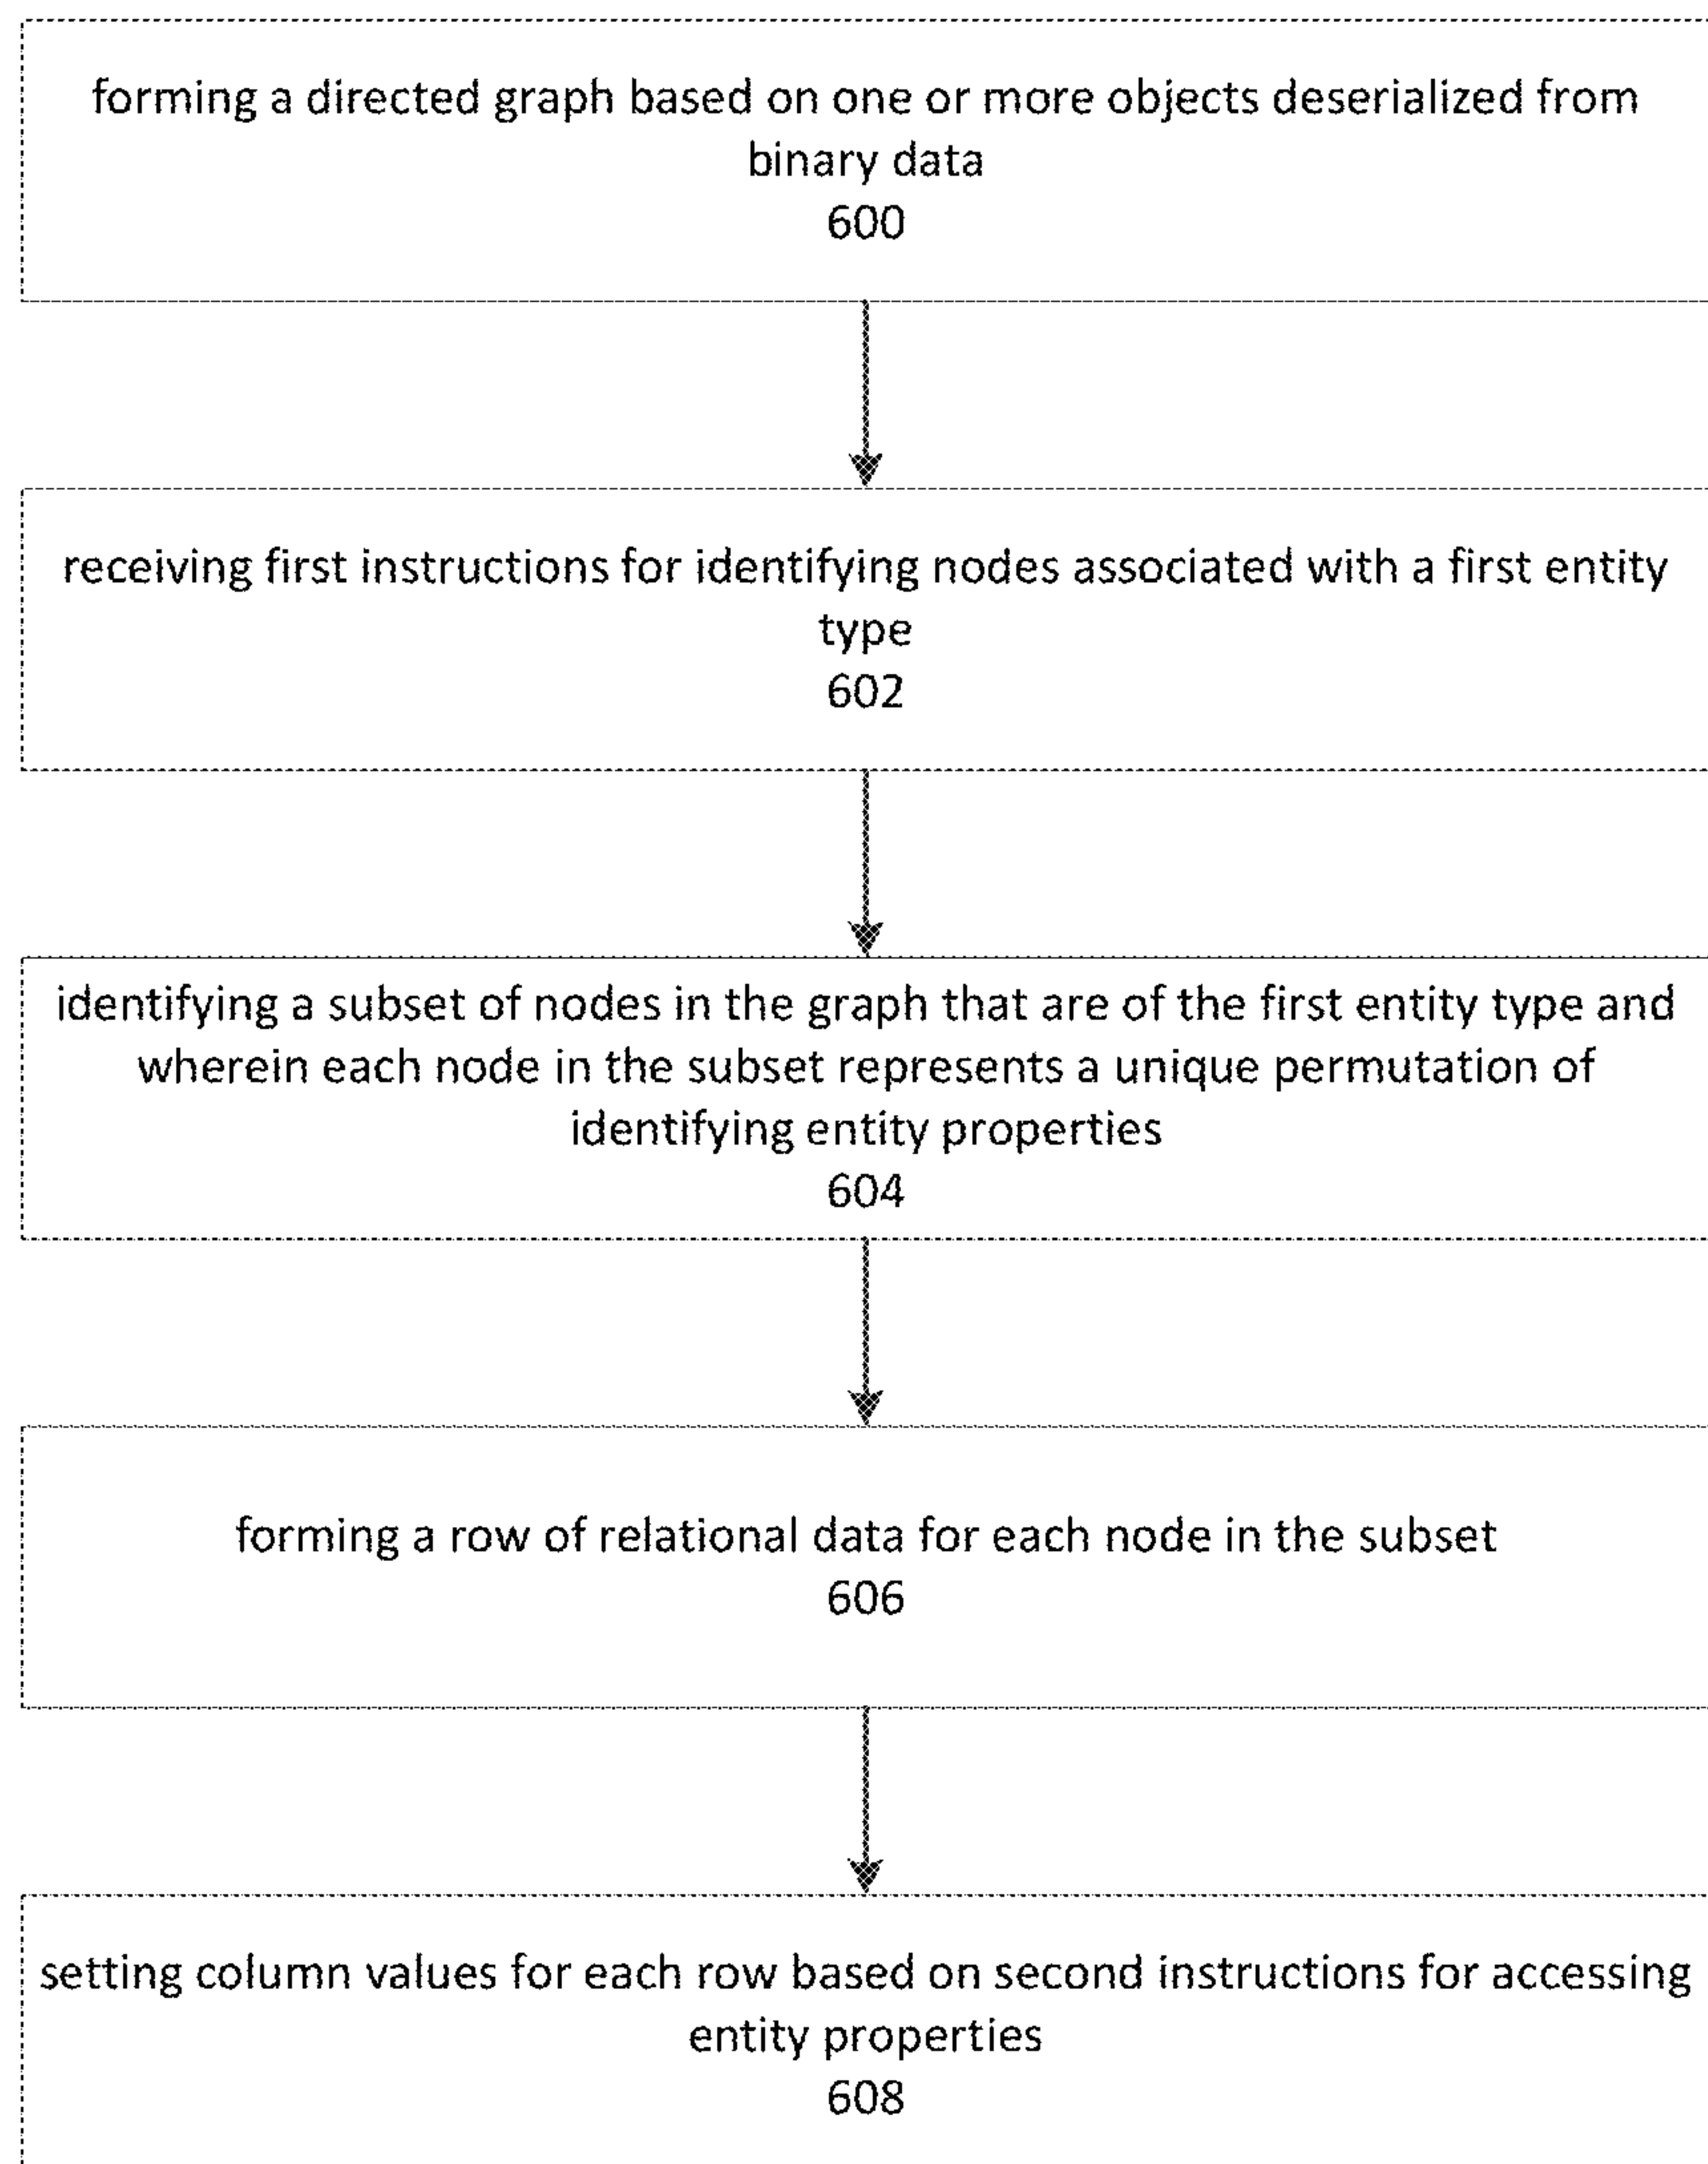 forming a directed graph based on one or more objects deserialized from
binary data
600
receiving first instructions for identifying nodes associated with a first entity
type
602
identifying a subset of nodes in the graph that are of the first entity type and
wherein each node in the subset represents a unique permutation of
identifying entity properties
604
forming a row of relational data for each node in the subset
606
setting column values for each row based on second instructions for accessing
entity properties
608